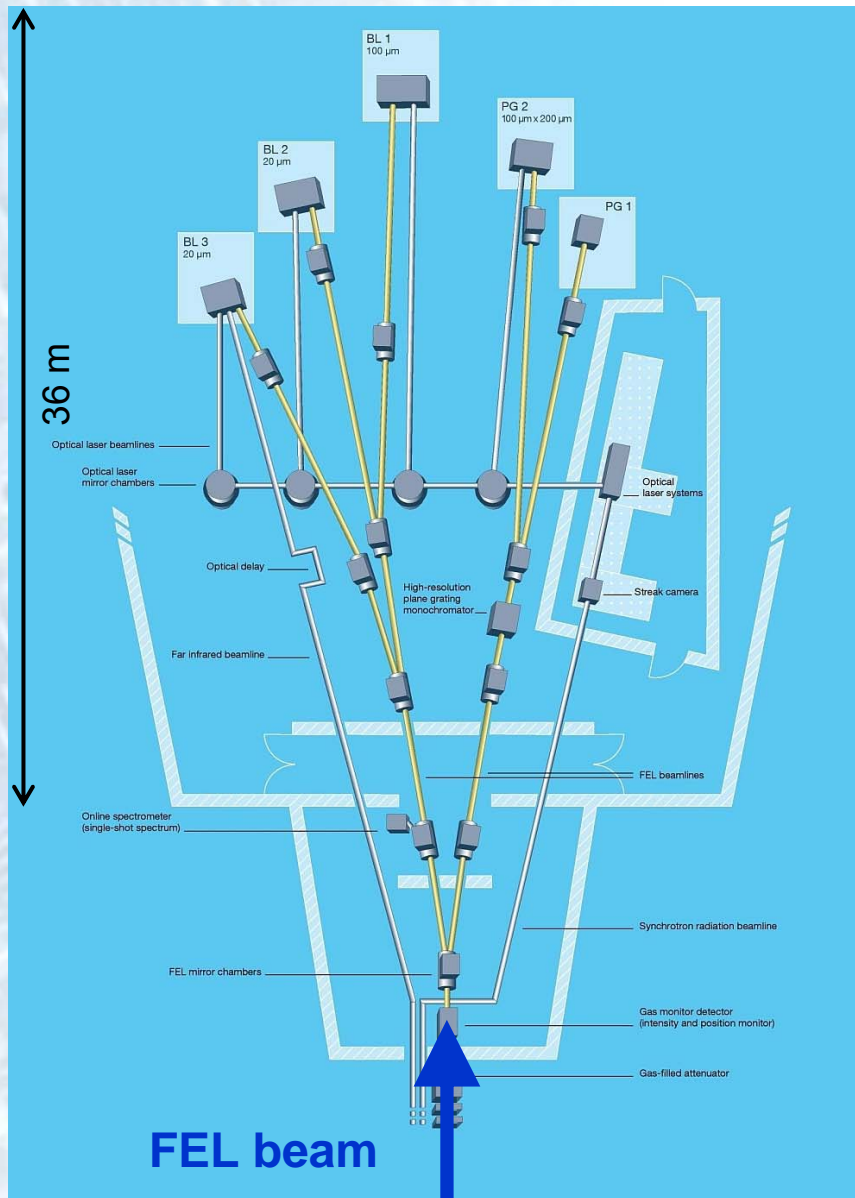 BL 1
100 µm
PG 2
100 µm x 200 µm
BL 2
20 µm
PG 1
BL 3
20 µm
36 m
Optical laser beamlines
Optical laser
mirror chambers
Optical
laser systems
Optical delay
High-resolution
plane grating
monochromator
Streak camera
Far infrared beamline
FEL beamlines
Online spectrometer
(single-shot spectrum)
Synchrotron radiation beamline
FEL mirror chambers
Gas monitor detector
(intensity and position monitor)
Gas-filled attenuator
FEL beam